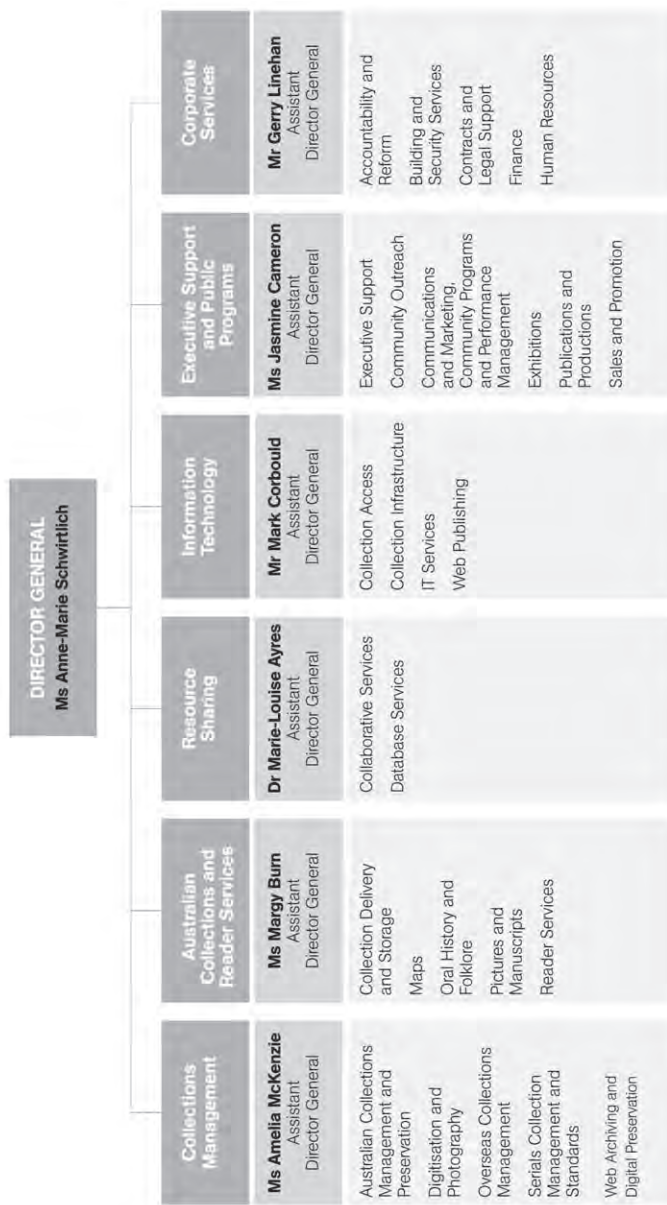 DIRECTOR GENERAL
Ms Anne-Marie Schwirtlich
Collections
Management
Ms Amelia McKenzie
Assistant
Director General
Australian Collections
Management and
Preservation
Digitisation and
Photography
Overseas Collections
Management
Serials Collection
Management and
Standards
Web Archiving and
Digital Preservation
Australian
Collections and
Reader Services
Ms Margy Burn
Assistant
Director General
Collection Delivery
and Storage
Maps
Oral History and
Folklore
Pictures and
Manuscripts
Reader Services
Resource
Sharing
Dr Marie-Louise Ayres
Assistant
Director General
Collaborative Services
Database Services
Information
Technology
Mr Mark Corbould
Assistant
Director General
Collection Access
Collection Infrastructure
IT Services
Web Publishing
Executive Support
and Public
Programs
Ms Jasmine Cameron
Assistant
Director General
Executive Support
Community Outreach
Communications
and Marketing,
Community Programs
and Performance
Management
Exhibitions
Publications and
Productions
Sales and Promotion
Corporate
Services
Mr Gerry Linehan
Assistant
Director General
Accountability and
Reform
Building and
Security Services
Contracts and
Legal Support
Finance
Human Resources